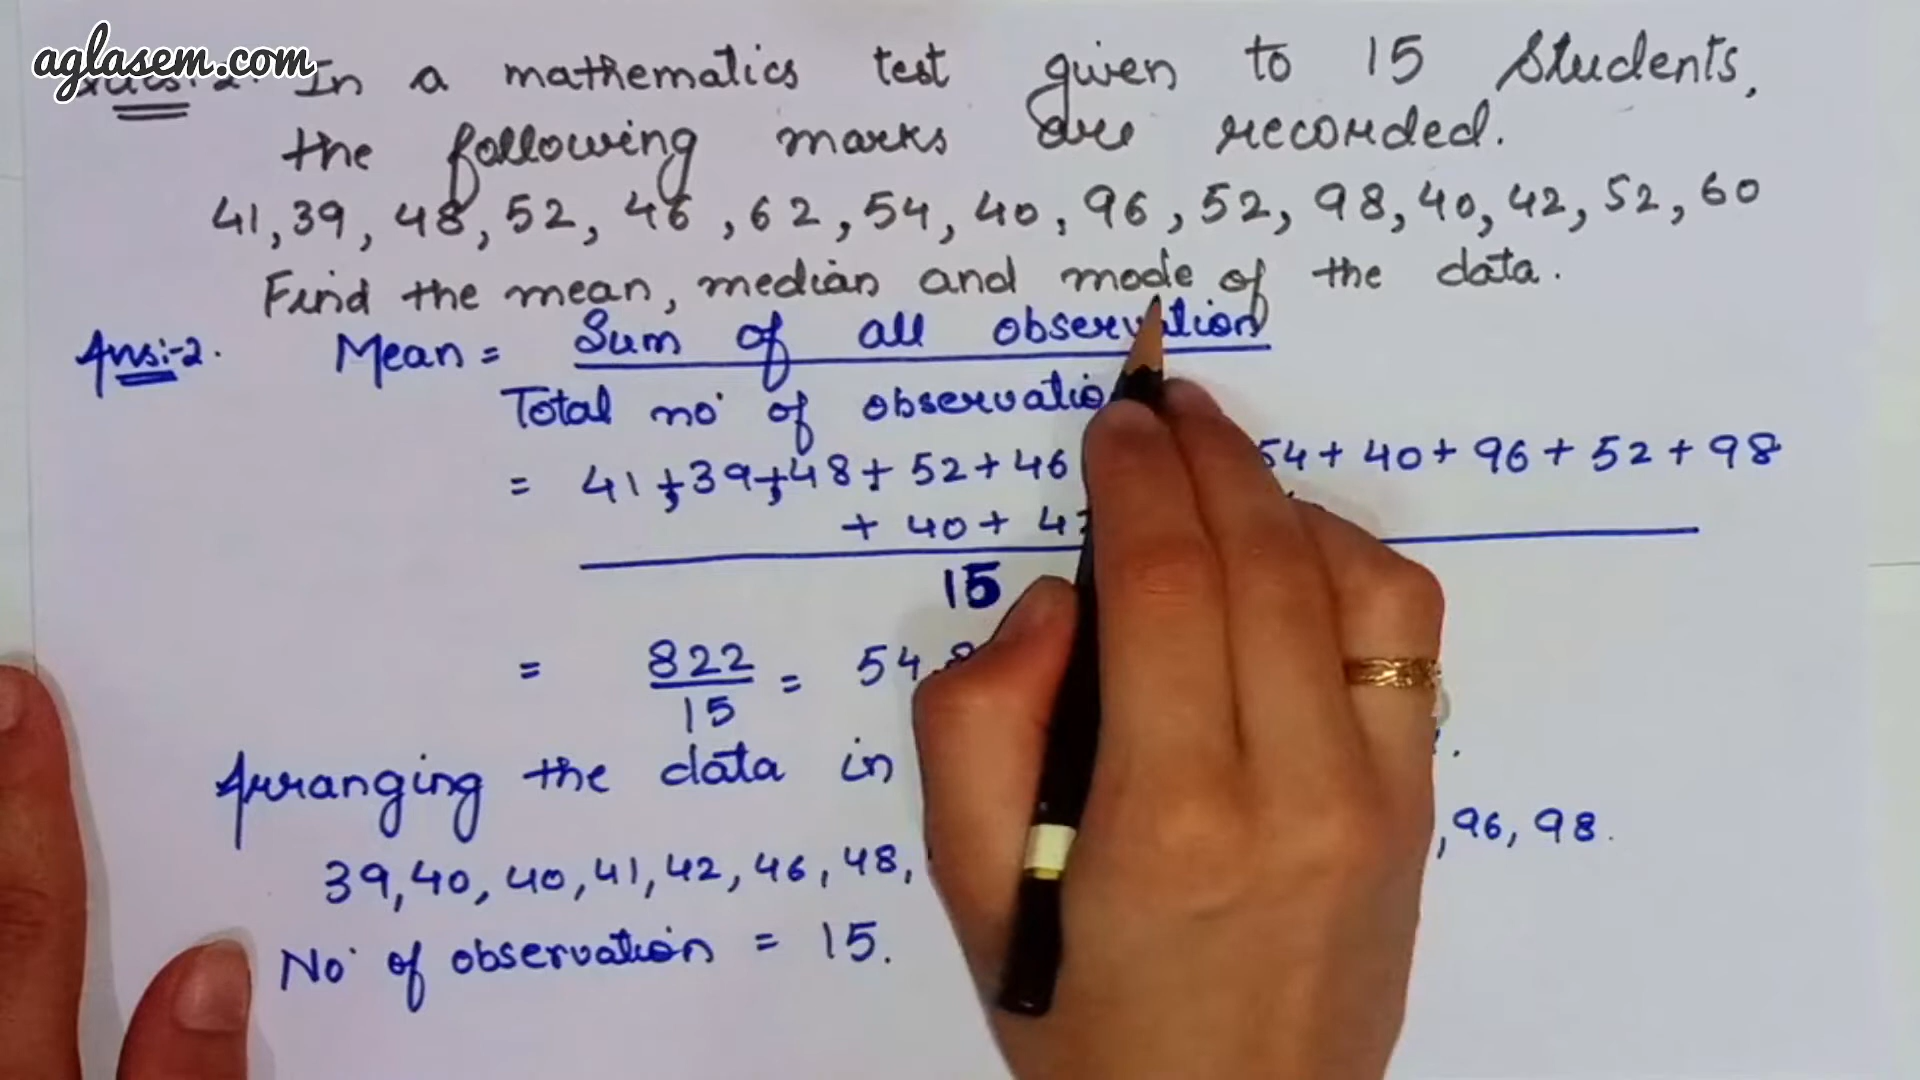 aglasem.com
In a mathematics test given to 15 Students,
the following marks are recorded.
41, 39, 48, 52, 46, 62, 54, 40, 96, 52, 98, 40, 42, 52, 60
Find the mean, median and mode of the data.
Ans:-2. Mean = Sum of all observation
Total no. of
= 41 + 39 + 48 + 52 + 46 54 + 40 + 96 + 52 + 98
+ 40 +
15
= 822
15 = 54.8
Arranging the data in
39, 40, 40, 41, 42, 46, 48, , 96, 98.
No. of observation = 15.